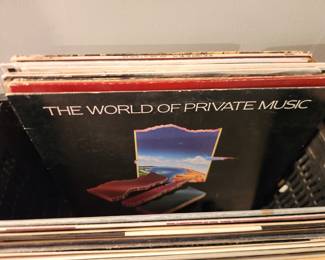 THE WORLD OF PRIVATE MUSIC